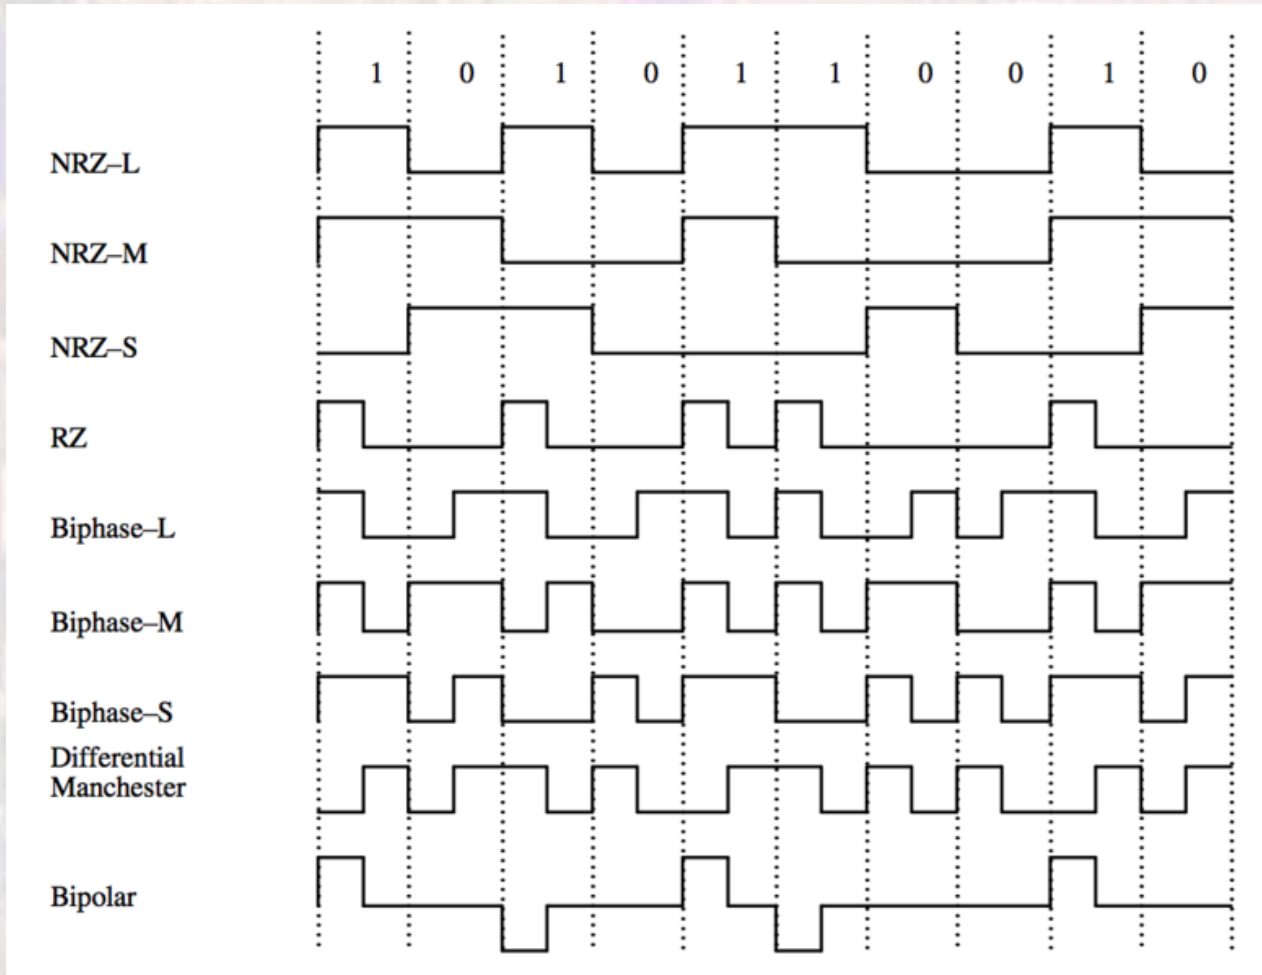 1 0 1 0 1 1 0 0 1 0
NRZ–L
NRZ–M
NRZ–S
RZ
Biphase–L
Biphase–M
Biphase–S
Differential
Manchester
Bipolar